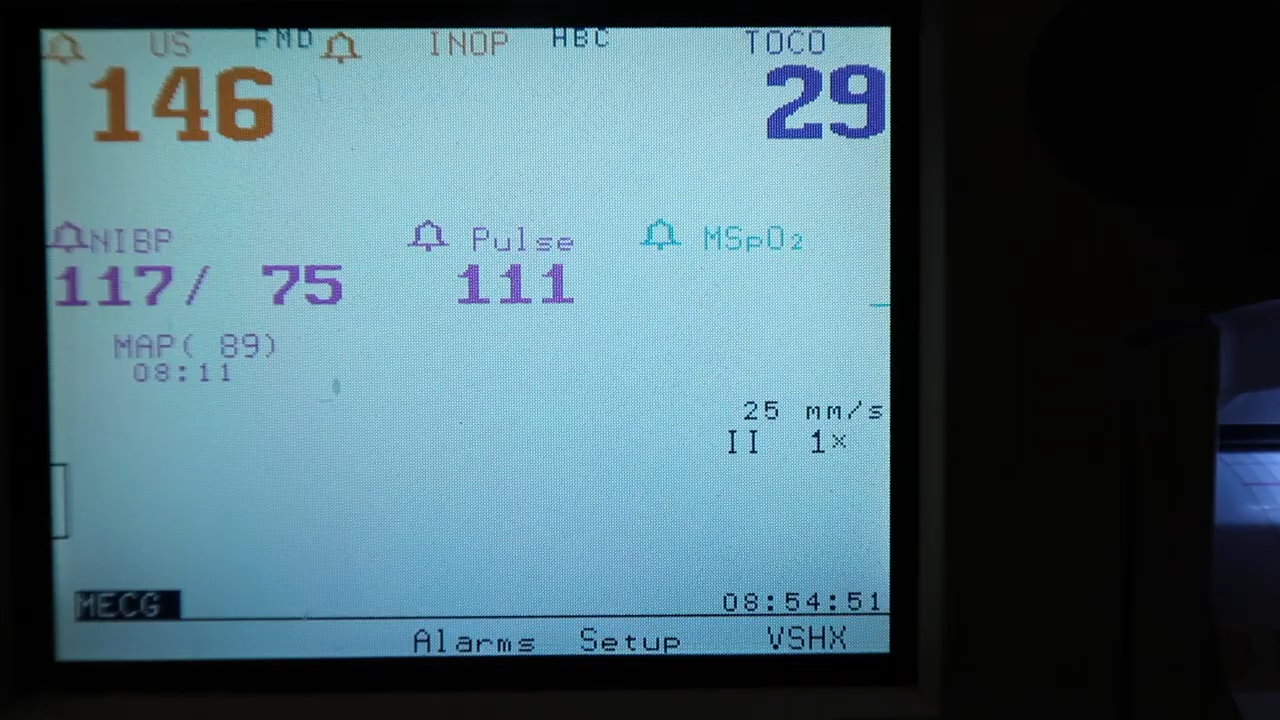 US FMD INOP HBC TOCO
146 29
NIBP Pulse MSpO₂
117/ 75 111
MAP( 89)
08:11
25 mm/s
II 1×
MECG
08:54:51
Alarms Setup VSHX